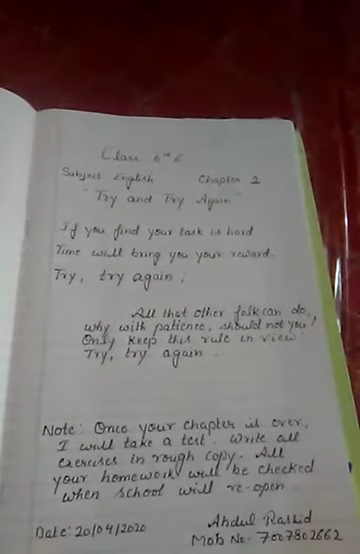 Class 6th E
Subject English Chapter 1
"Try and Try Again"
If you find your task is hard
Time will bring you your reward.
Try, try again;
All that other folk can do,
why with patience, should not you?
Only keep this rule in view
Try, try again.
Note: Once your chapter is over,
I will take a test. Write all
exercises in rough copy. All
your homework will be checked
when school will re-open
Date: 20/04/2020
Abdul Rashid
Mob No- 7007802662